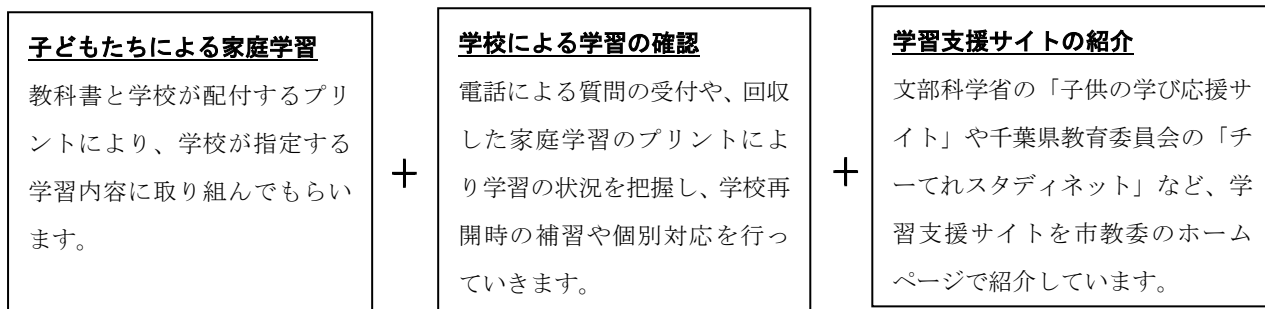 子どもたちによる家庭学習
教科書と学校が配付するプリ
ントにより、学校が指定する
学習内容に取り組んでもらい
ます。
＋
学校による学習の確認
電話による質問の受付や、回収
した家庭学習のプリントによ
り学習の状況を把握し、学校再
開時の補習や個別対応を行っ
ていきます。
＋
学習支援サイトの紹介
文部科学省の「子供の学び応援サ
イト」や千葉県教育委員会の「チ
ーてれスタディネット」など、学
習支援サイトを市教委のホーム
ページで紹介しています。